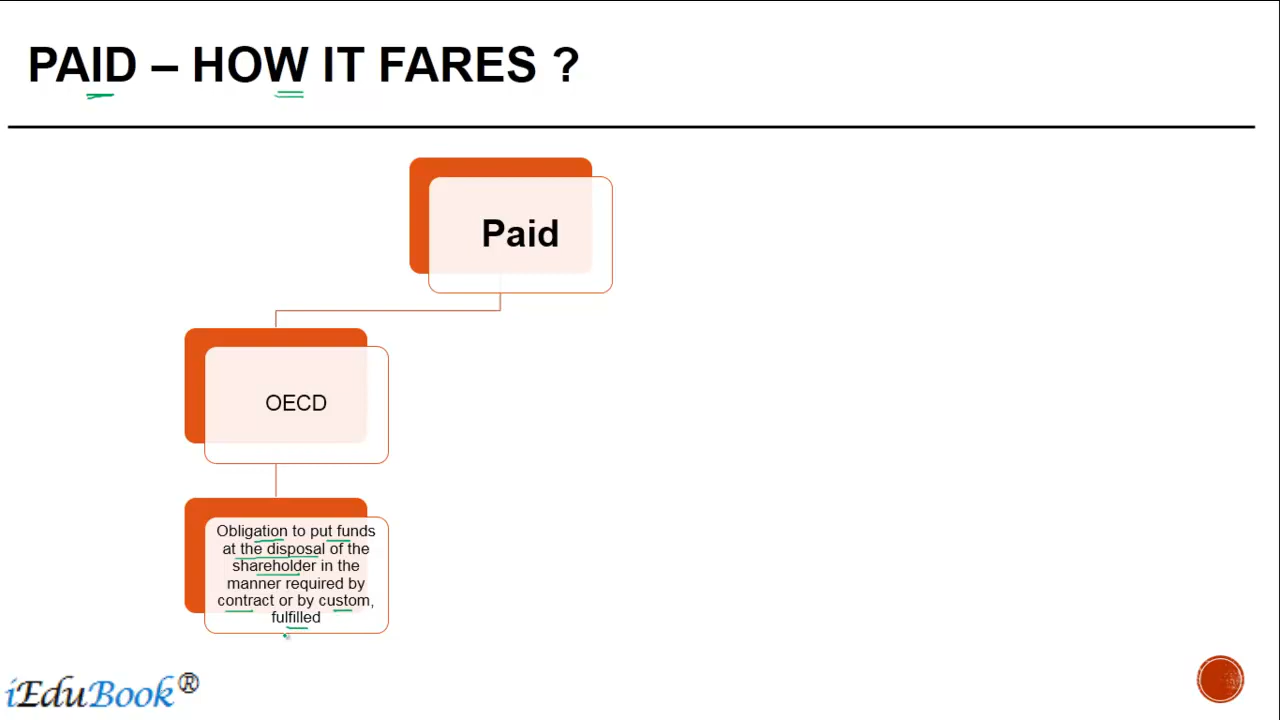 PAID – HOW IT FARES ?
Paid
OECD
Obligation to put funds
at the disposal of the
shareholder in the
manner required by
contract or by custom,
fulfilled
iEduBook®